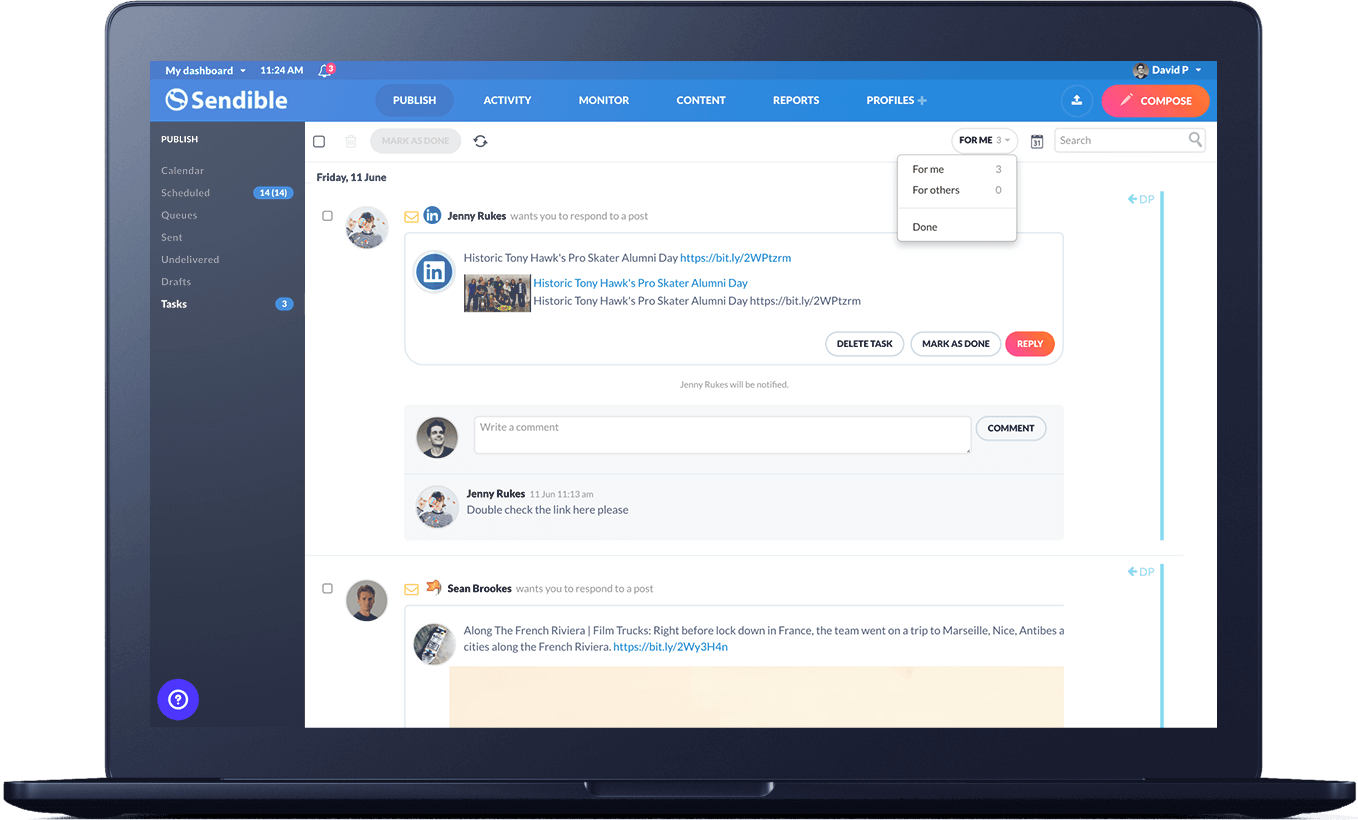 My dashboard 11:24 AM 3 David P
Sendible PUBLISH ACTIVITY MONITOR CONTENT REPORTS PROFILES + COMPOSE
PUBLISH
Calendar
Scheduled 14 (14)
Queues
Sent
Undelivered
Drafts
Tasks 3
MARK AS DONE FOR ME 3 31 Search
For me 3
For others 0
Done
Friday, 11 June
DP
in Jenny Rukes wants you to respond to a post
in Historic Tony Hawk's Pro Skater Alumni Day https://bit.ly/2WPtzrm
Historic Tony Hawk's Pro Skater Alumni Day
Historic Tony Hawk's Pro Skater Alumni Day https://bit.ly/2WPtzrm
DELETE TASK MARK AS DONE REPLY
Jenny Rukes will be notified.
Write a comment COMMENT
Jenny Rukes 11 Jun 11:13 am
Double check the link here please
DP
Sean Brookes wants you to respond to a post
Along The French Riviera | Film Trucks: Right before lock down in France, the team went on a trip to Marseille, Nice, Antibes a
cities along the French Riviera. https://bit.ly/2Wy3H4n
?